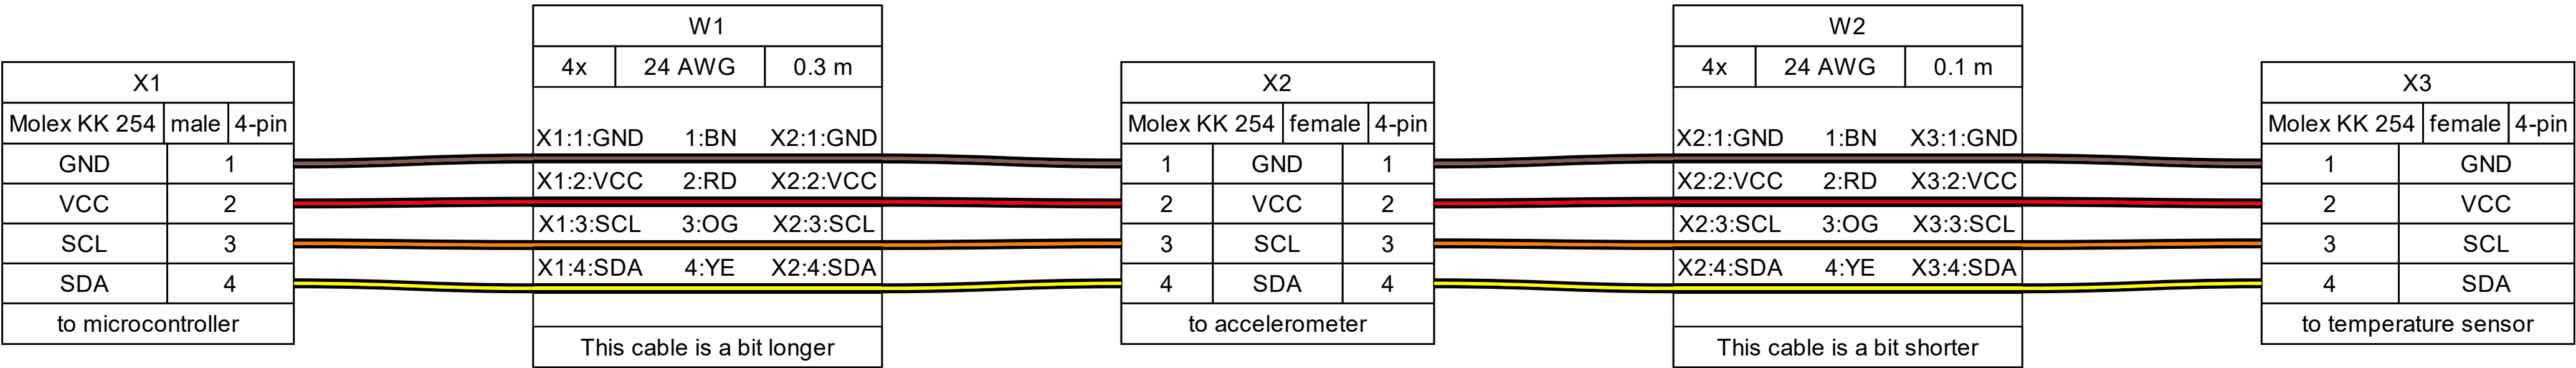 X1
Molex KK 254 male 4-pin
GND 1
VCC 2
SCL 3
SDA 4
to microcontroller
W1
4x 24 AWG 0.3 m
X1:1:GND 1:BN X2:1:GND
X1:2:VCC 2:RD X2:2:VCC
X1:3:SCL 3:OG X2:3:SCL
X1:4:SDA 4:YE X2:4:SDA
This cable is a bit longer
X2
Molex KK 254 female 4-pin
1 GND 1
2 VCC 2
3 SCL 3
4 SDA 4
to accelerometer
W2
4x 24 AWG 0.1 m
X2:1:GND 1:BN X3:1:GND
X2:2:VCC 2:RD X3:2:VCC
X2:3:SCL 3:OG X3:3:SCL
X2:4:SDA 4:YE X3:4:SDA
This cable is a bit shorter
X3
Molex KK 254 female 4-pin
1 GND
2 VCC
3 SCL
4 SDA
to temperature sensor